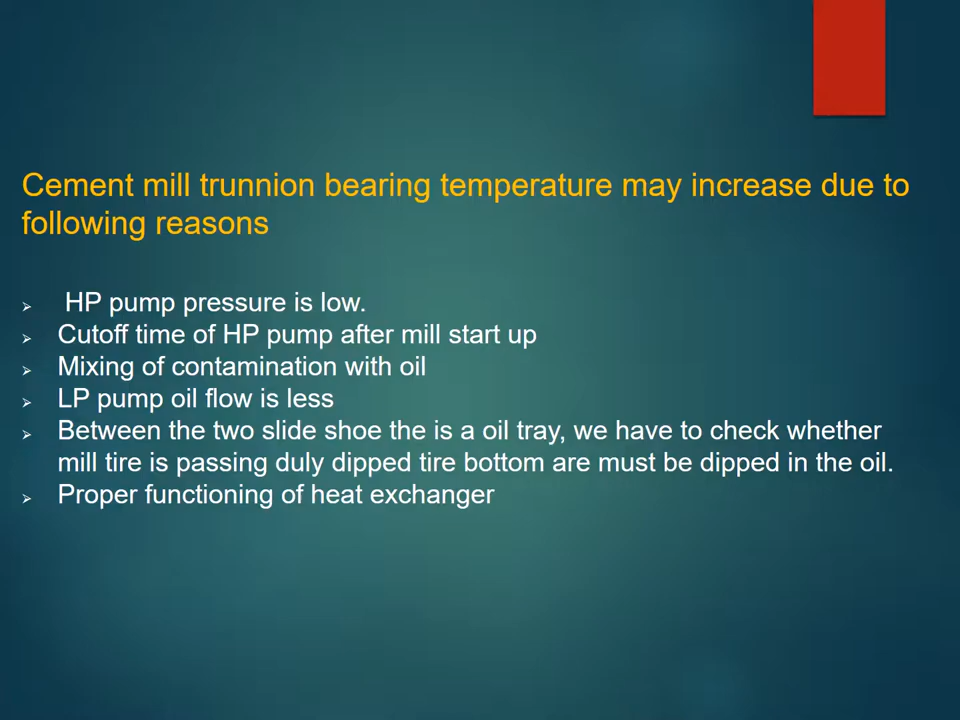 Cement mill trunnion bearing temperature may increase due to
following reasons
➢ HP pump pressure is low.
➢ Cutoff time of HP pump after mill start up
➢ Mixing of contamination with oil
➢ LP pump oil flow is less
➢ Between the two slide shoe the is a oil tray, we have to check whether
mill tire is passing duly dipped tire bottom are must be dipped in the oil.
➢ Proper functioning of heat exchanger